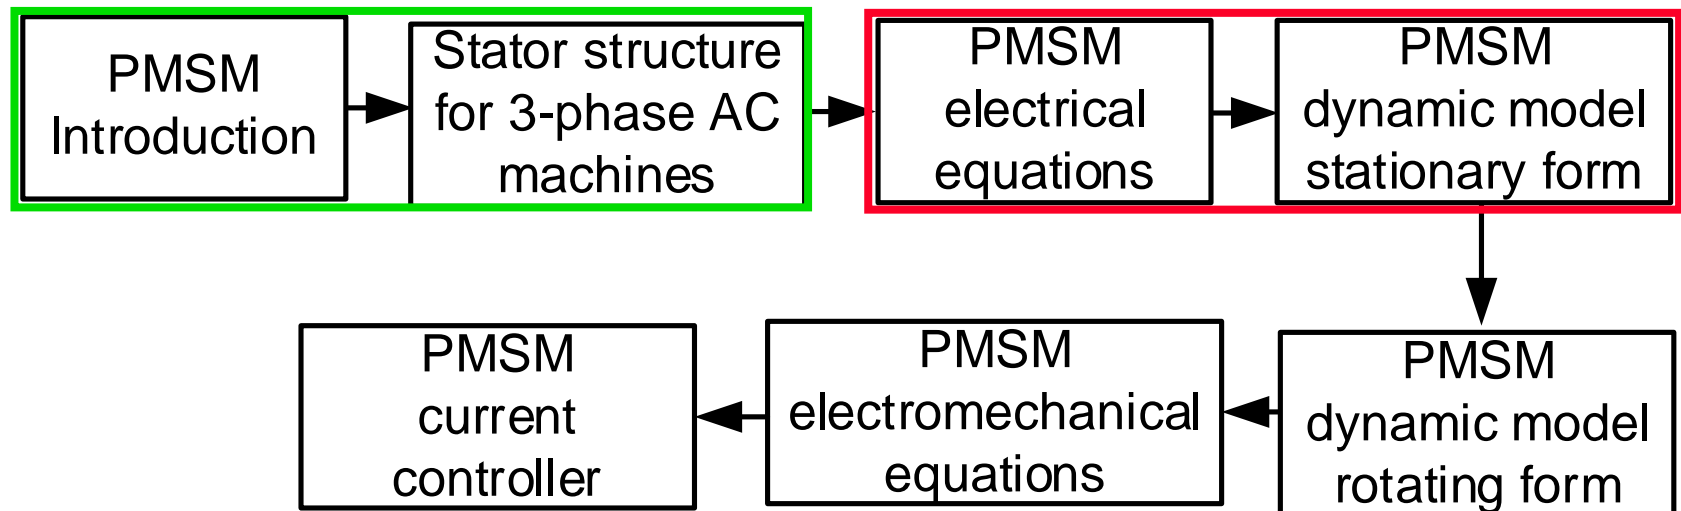 PMSM
Introduction
Stator structure
for 3-phase AC
machines
PMSM
electrical
equations
PMSM
dynamic model
stationary form
PMSM
dynamic model
rotating form
PMSM
electromechanical
equations
PMSM
current
controller